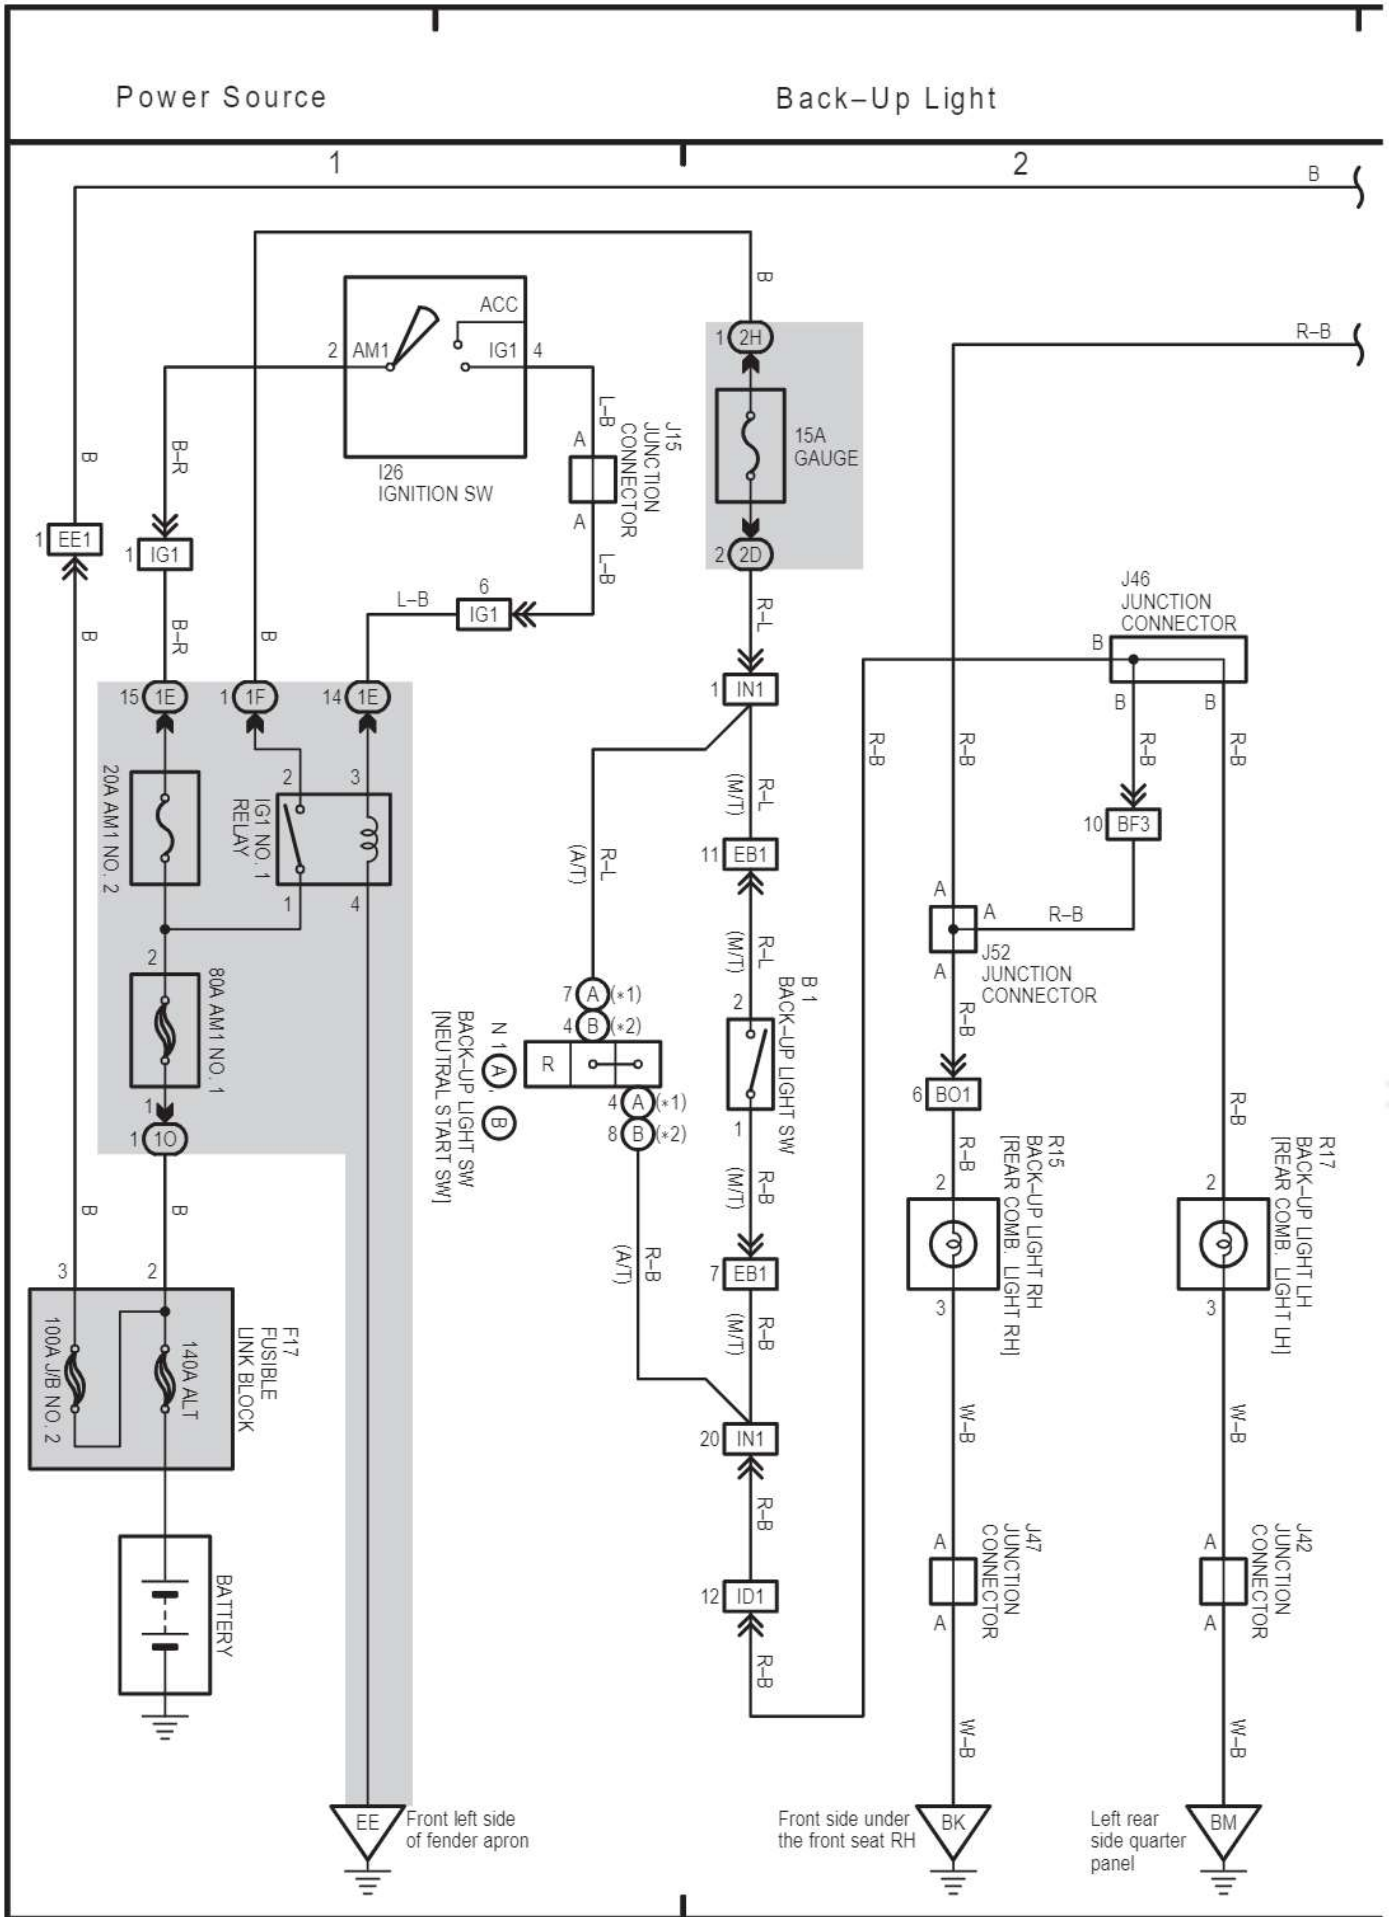 Power Source
Back–Up Light
1
2
B
B
R–B
ACC
2
AM1
IG1
4
I26
IGNITION SW
L–B
A
J15
JUNCTION
CONNECTOR
A
L–B
1
2H
15A
GAUGE
2
2D
B
B–R
1
EE1
1
IG1
B
B–R
B
L–B
6
IG1
R–L
1
IN1
J46
JUNCTION
CONNECTOR
B
B
B
15
1E
1
1F
14
1E
20A AM1 NO. 2
2
3
IG1 NO. 1
RELAY
1
4
2
80A AM1 NO. 1
1
1
1O
R–L
(A/T)
R–L
(M/T)
11
EB1
R–L
(M/T)
R–B
R–B
R–B
R–B
10
BF3
A
A
R–B
J52
JUNCTION
CONNECTOR
A
R–B
6
BO1
R–B
7
A
(*1)
4
B
(*2)
R
4
A
(*1)
8
B
(*2)
N 1
A
,
B
BACK–UP LIGHT SW
[NEUTRAL START SW]
B 1
BACK–UP LIGHT SW
2
1
R–B
(M/T)
R–B
(A/T)
7
EB1
R–B
(M/T)
20
IN1
R–B
12
ID1
R–B
R–B
2
R15
BACK–UP LIGHT RH
[REAR COMB. LIGHT RH]
3
2
R17
BACK–UP LIGHT LH
[REAR COMB. LIGHT LH]
3
B
B
3
2
F17
FUSIBLE
LINK BLOCK
140A ALT
100A J/B NO. 2
BATTERY
W–B
W–B
A
J47
JUNCTION
CONNECTOR
A
A
J42
JUNCTION
CONNECTOR
A
W–B
W–B
EE
Front left side
of fender apron
Front side under
the front seat RH
BK
Left rear
side quarter
panel
BM